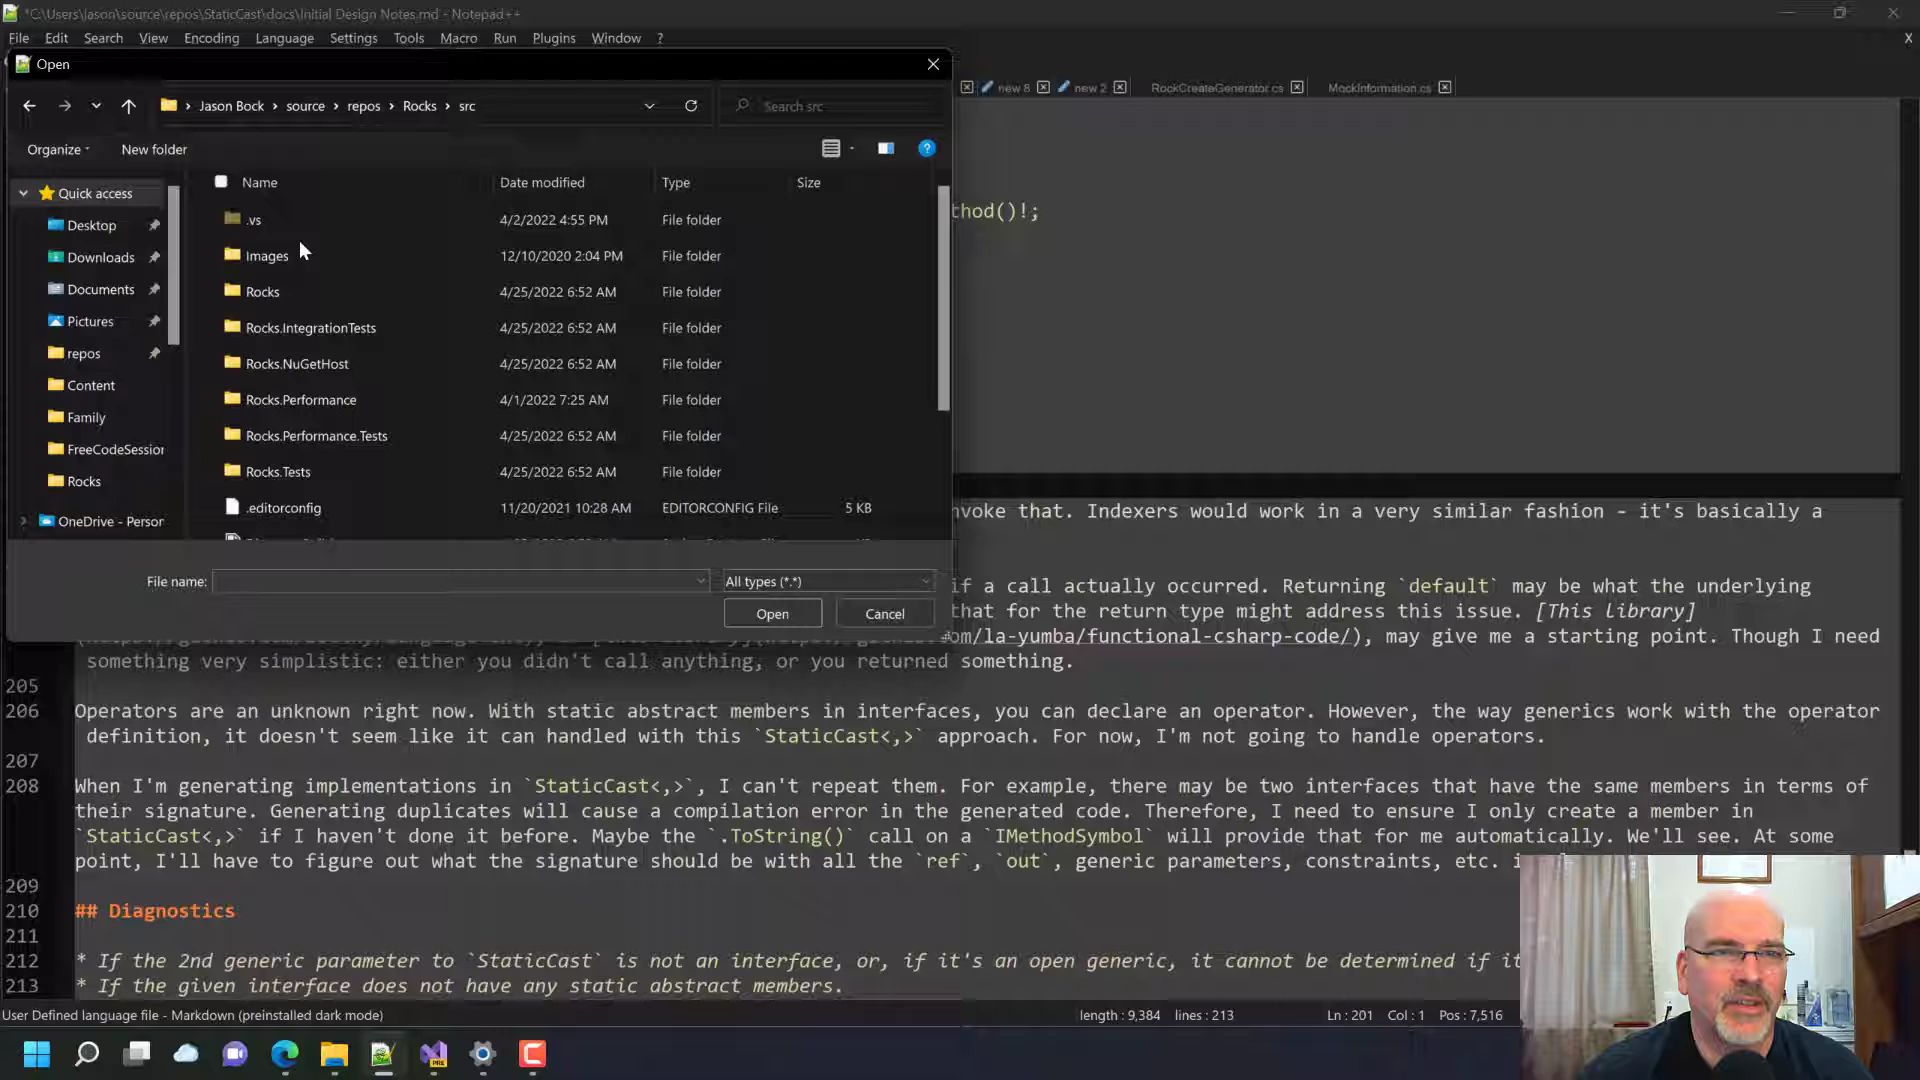 *C:\Users\jason\source\repos\StaticCast\docs\Initial Design Notes.md - Notepad++
File Edit Search View Encoding Language Settings Tools Macro Run Plugins Window ? X
Open
Jason Bock › source › repos › Rocks › src
Search src
new 8 new 2 RockCreateGenerator.cs MockInformation.cs
Organize New folder
Name Date modified Type Size
Quick access
Desktop
Downloads
Documents
Pictures
repos
Content
Family
FreeCodeSession
Rocks
OneDrive - Person
.vs 4/2/2022 4:55 PM File folder
Images 12/10/2020 2:04 PM File folder
Rocks 4/25/2022 6:52 AM File folder
Rocks.IntegrationTests 4/25/2022 6:52 AM File folder
Rocks.NuGetHost 4/25/2022 6:52 AM File folder
Rocks.Performance 4/1/2022 7:25 AM File folder
Rocks.Performance.Tests 4/25/2022 6:52 AM File folder
Rocks.Tests 4/25/2022 6:52 AM File folder
.editorconfig 11/20/2021 10:28 AM EDITORCONFIG File 5 KB
File name: All types (*.*)
Open Cancel
thod()!;
nvoke that. Indexers would work in a very similar fashion - it's basically a
if a call actually occurred. Returning `default` may be what the underlying
that for the return type might address this issue. [This library]
om/la-yumba/functional-csharp-code/), may give me a starting point. Though I need
something very simplistic: either you didn't call anything, or you returned something.
205
206 Operators are an unknown right now. With static abstract members in interfaces, you can declare an operator. However, the way generics work with the operator
definition, it doesn't seem like it can handled with this `StaticCast<,>` approach. For now, I'm not going to handle operators.
207
208 When I'm generating implementations in `StaticCast<,>`, I can't repeat them. For example, there may be two interfaces that have the same members in terms of
their signature. Generating duplicates will cause a compilation error in the generated code. Therefore, I need to ensure I only create a member in
`StaticCast<,>` if I haven't done it before. Maybe the `.ToString()` call on a `IMethodSymbol` will provide that for me automatically. We'll see. At some
point, I'll have to figure out what the signature should be with all the `ref`, `out`, generic parameters, constraints, etc. i
209
210 ## Diagnostics
211
212 * If the 2nd generic parameter to `StaticCast` is not an interface, or, if it's an open generic, it cannot be determined if it
213 * If the given interface does not have any static abstract members.
User Defined language file - Markdown (preinstalled dark mode) length : 9,384 lines : 213 Ln : 201 Col : 1 Pos : 7,516